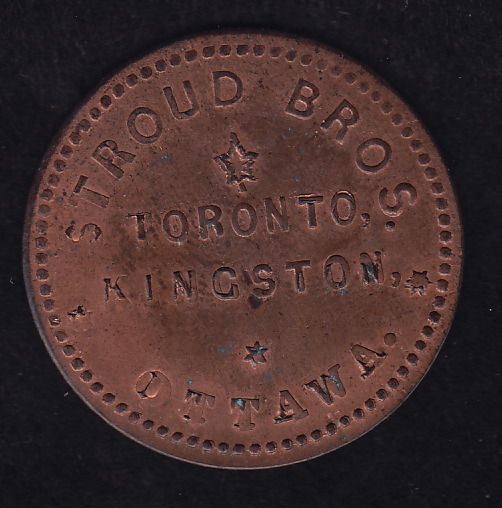 STROUD BROS.
TORONTO,
KINGSTON,
OTTAWA.